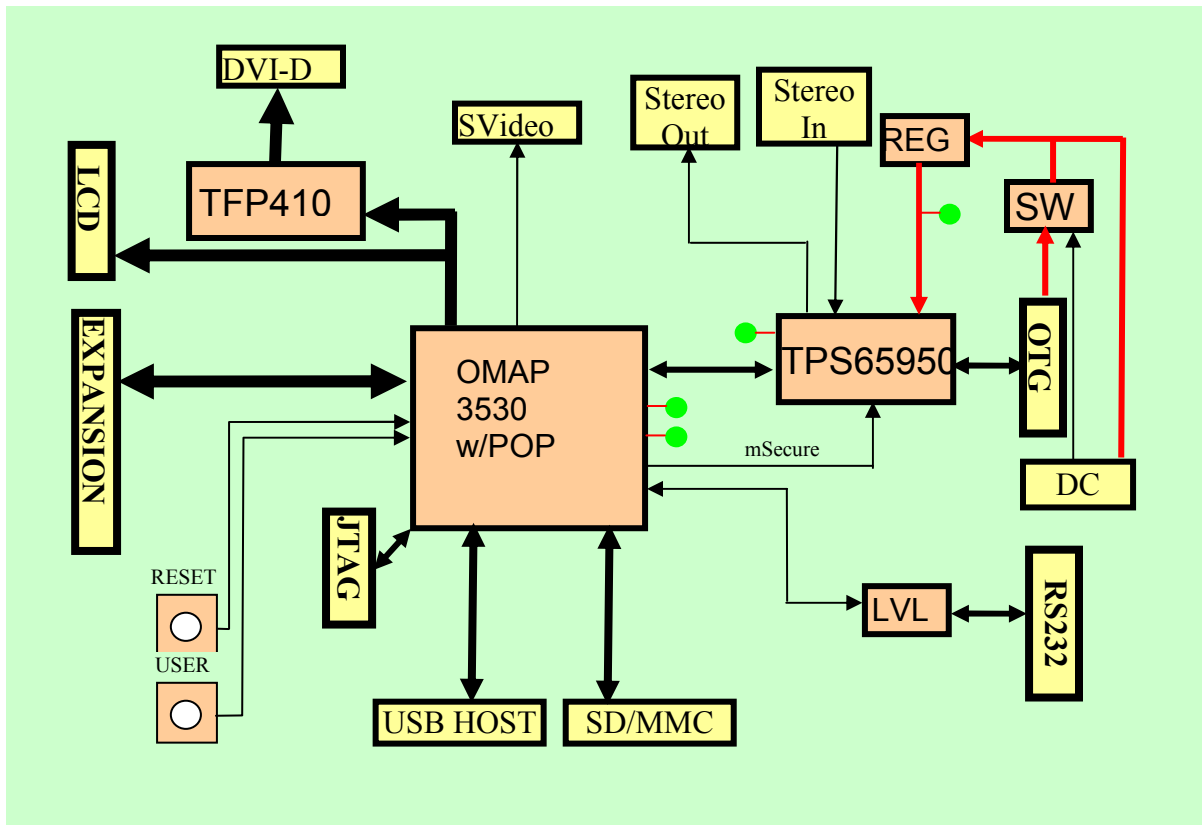 DVI-D
SVideo
Stereo
Out
Stereo
In
REG
LCD
TFP410
SW
EXPANSION
OMAP
3530
w/POP
TPS65950
OTG
mSecure
DC
JTAG
RESET
USER
LVL
RS232
USB HOST
SD/MMC